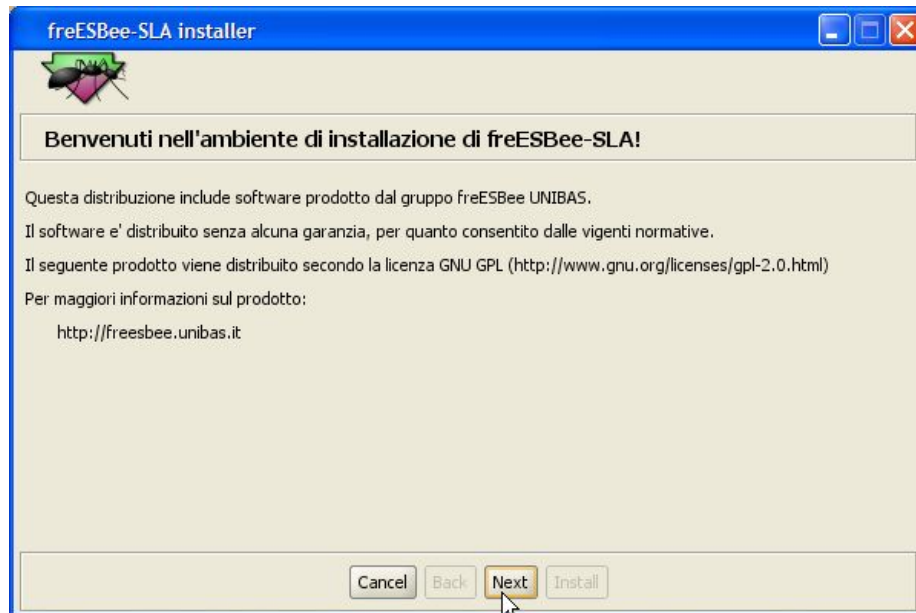 freESBee-SLA installer
Benvenuti nell'ambiente di installazione di freESBee-SLA!
Questa distribuzione include software prodotto dal gruppo freESBee UNIBAS.
Il software e' distribuito senza alcuna garanzia, per quanto consentito dalle vigenti normative.
Il seguente prodotto viene distribuito secondo la licenza GNU GPL (http://www.gnu.org/licenses/gpl-2.0.html)
Per maggiori informazioni sul prodotto:
http://freesbee.unibas.it
Cancel Back Next Install